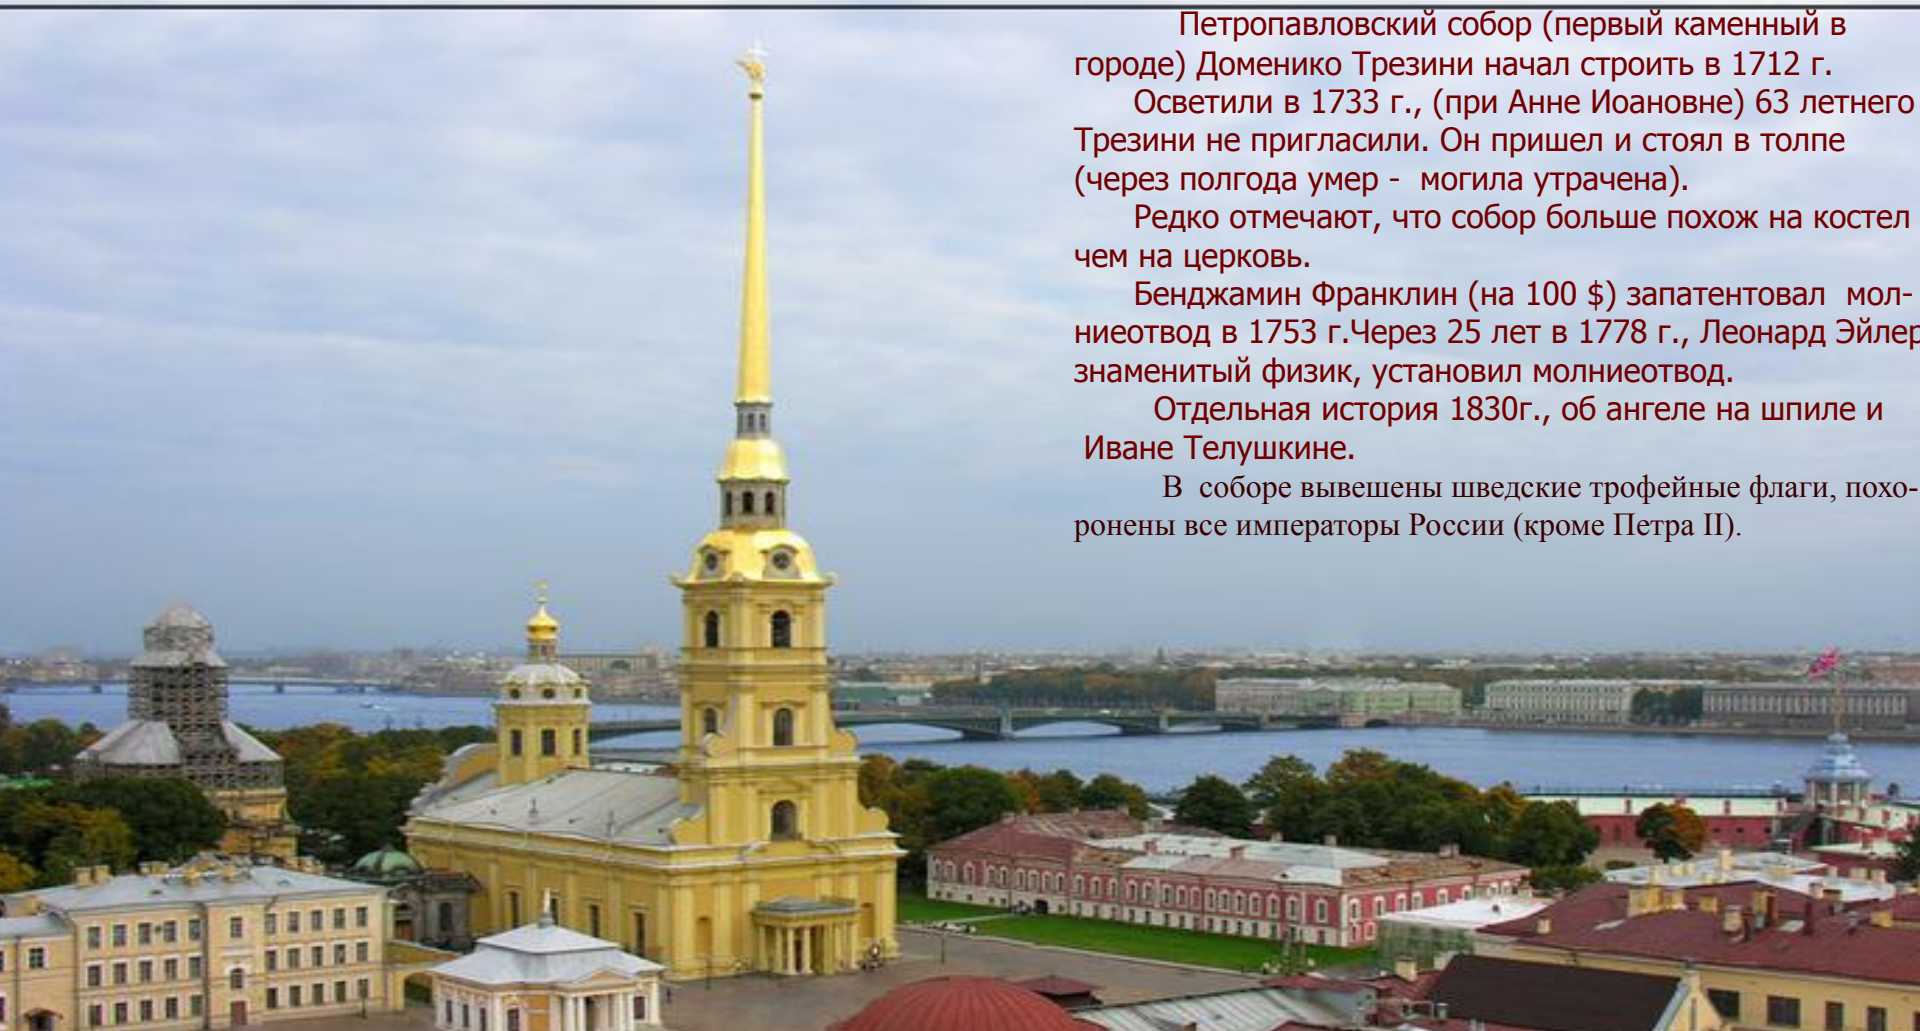 Петропавловский собор (первый каменный в
городе) Доменико Трезини начал строить в 1712 г.
Осветили в 1733 г., (при Анне Иоановне) 63 летнего
Трезини не пригласили. Он пришел и стоял в толпе
(через полгода умер - могила утрачена).
Редко отмечают, что собор больше похож на костел
чем на церковь.
Бенджамин Франклин (на 100 $) запатентовал мол-
ниеотвод в 1753 г.Через 25 лет в 1778 г., Леонард Эйлер
знаменитый физик, установил молниеотвод.
Отдельная история 1830г., об ангеле на шпиле и
Иване Телушкине.
В соборе вывешены шведские трофейные флаги, похо-
ронены все императоры России (кроме Петра II).